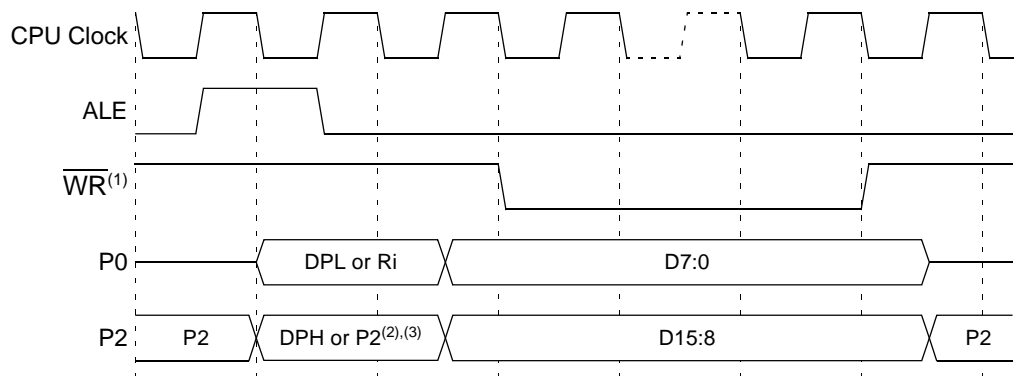 CPU Clock
ALE
WR(1)
P0 DPL or Ri D7:0
P2 P2 DPH or P2(2),(3) D15:8 P2